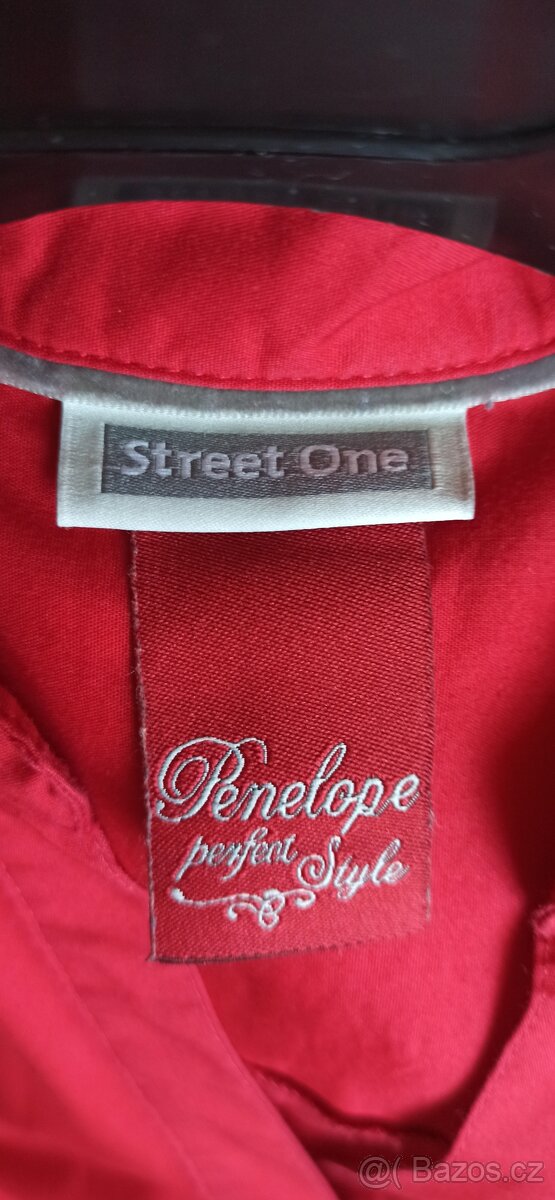 Street One
Penelope
perfect
Style
@( Bazos.cz